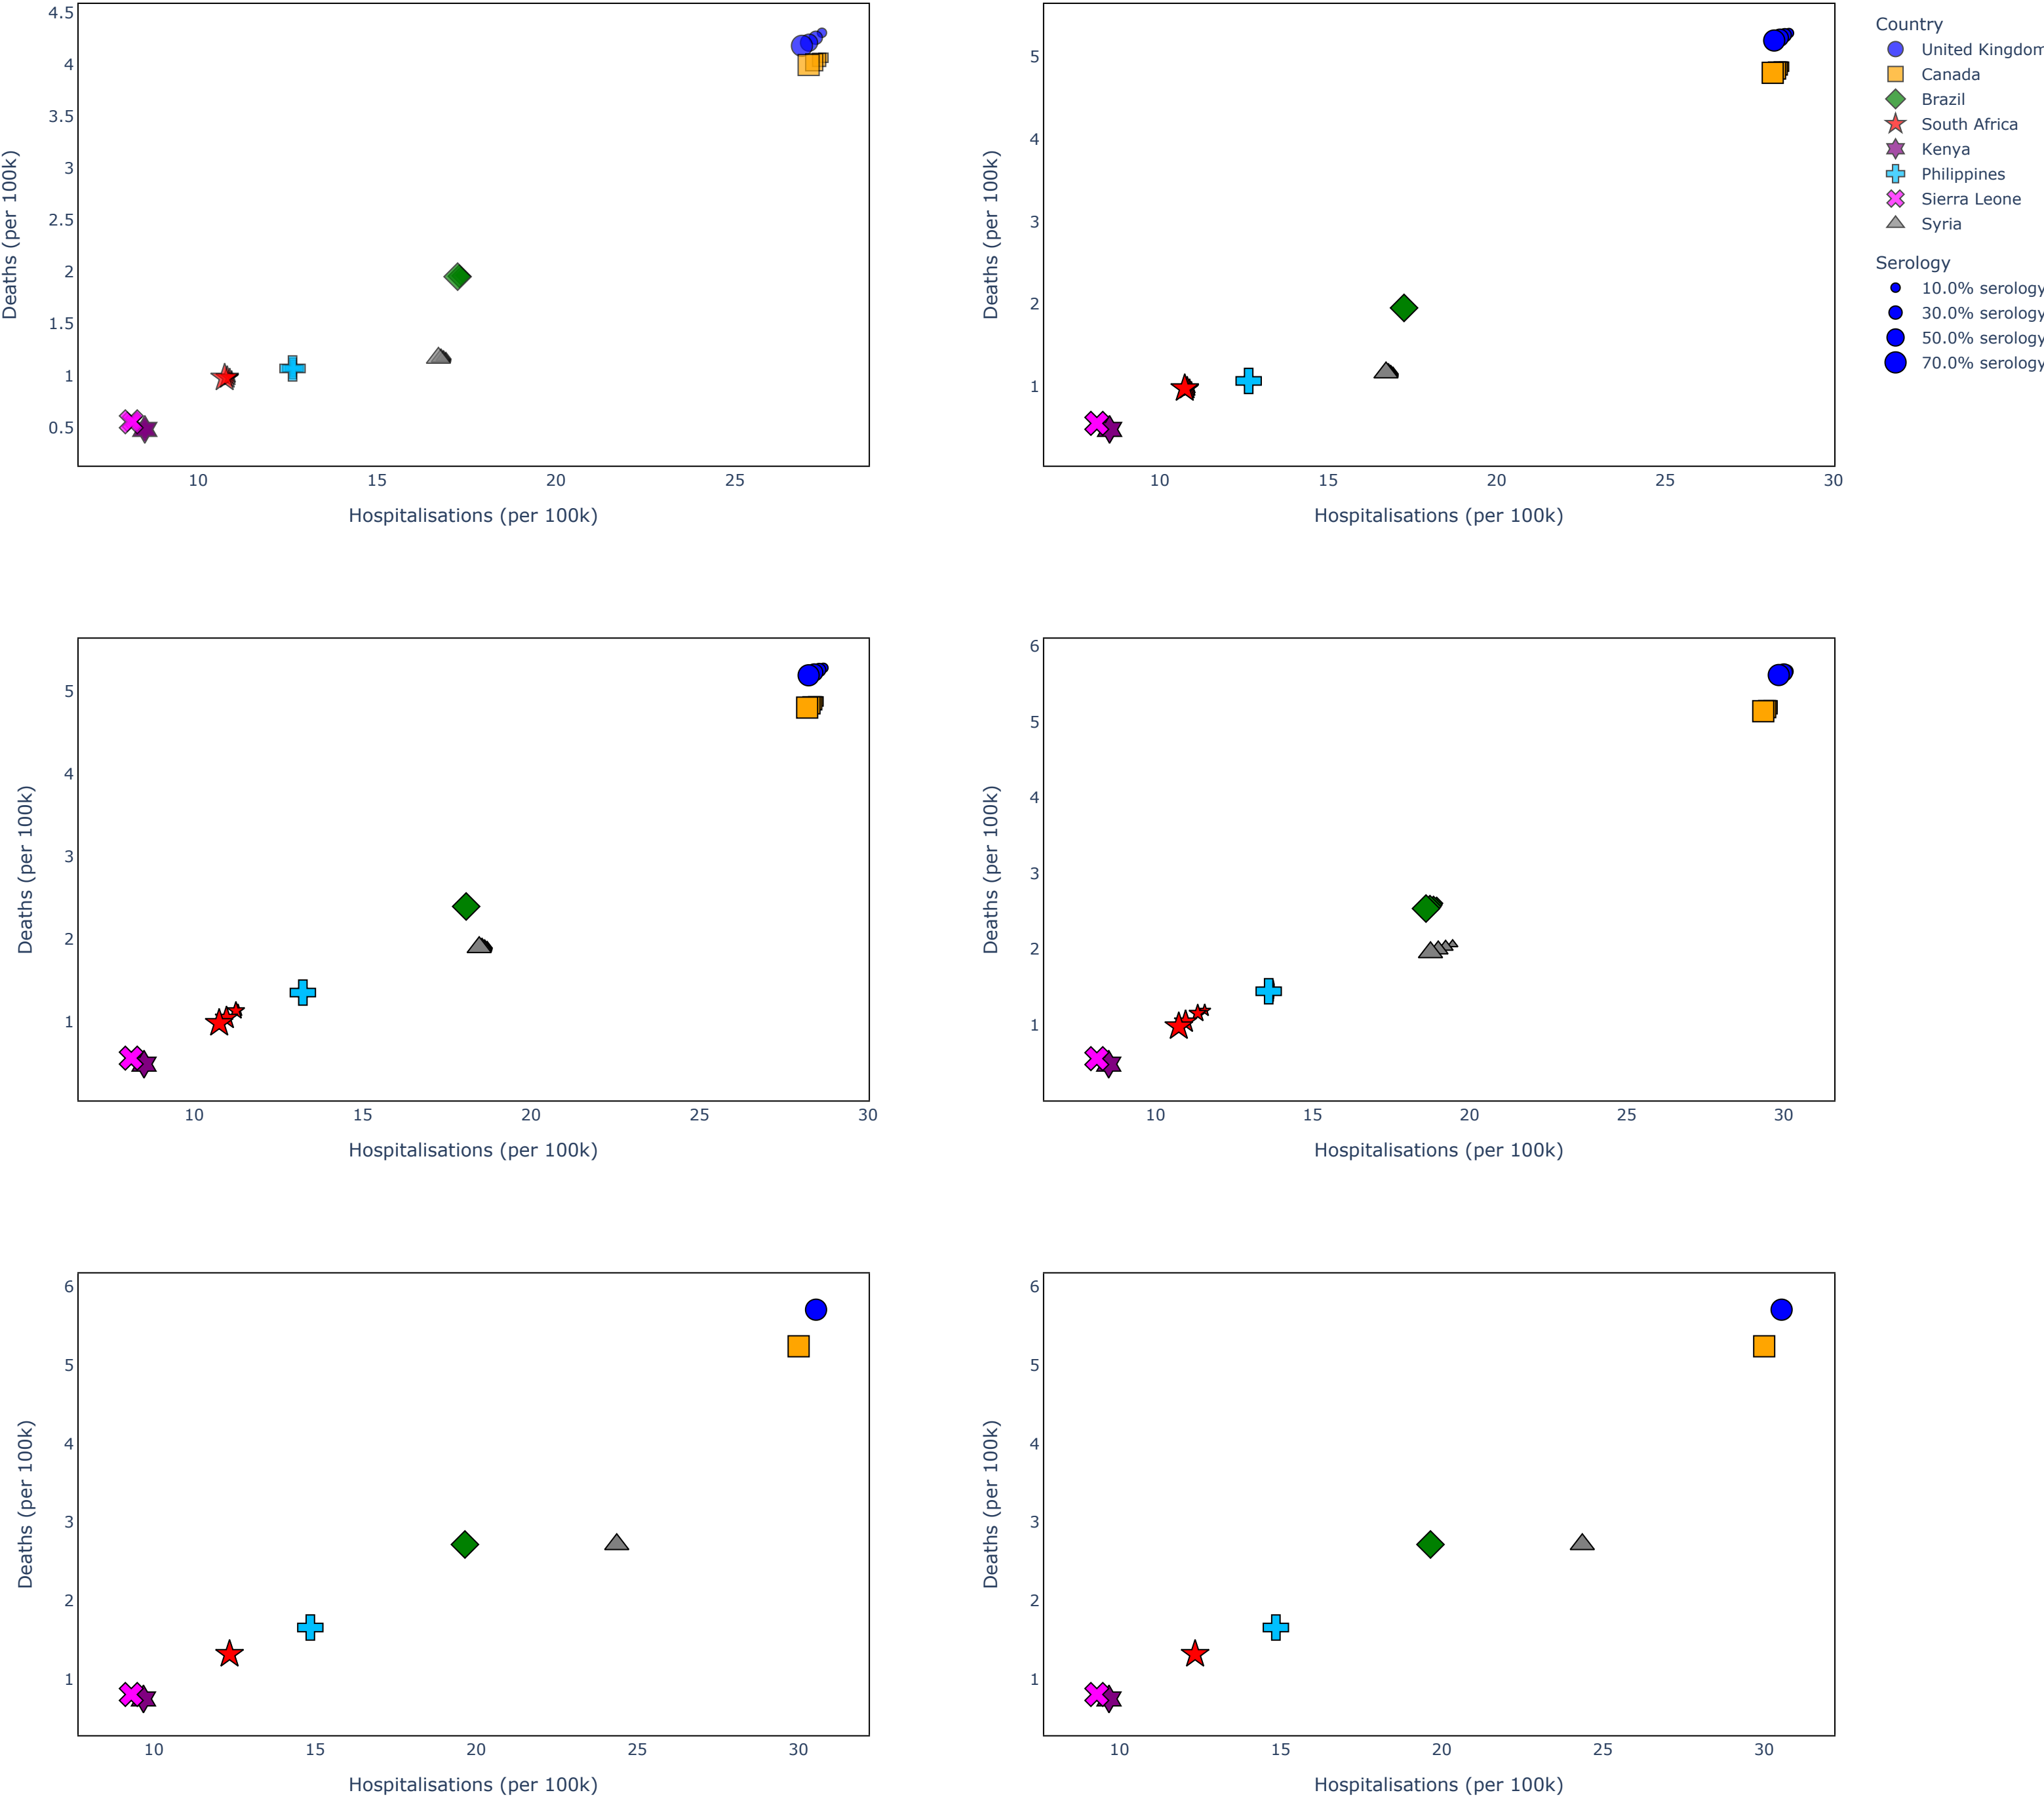 4.5
4
3.5
3
2.5
2
1.5
1
0.5
Deaths (per 100k)
10
15
20
25
Hospitalisations (per 100k)
5
4
3
2
1
Deaths (per 100k)
10
15
20
25
30
Hospitalisations (per 100k)
Country
United Kingdom
Canada
Brazil
South Africa
Kenya
Philippines
Sierra Leone
Syria
Serology
10.0% serology
30.0% serology
50.0% serology
70.0% serology
5
4
3
2
1
Deaths (per 100k)
10
15
20
25
30
Hospitalisations (per 100k)
6
5
4
3
2
1
Deaths (per 100k)
10
15
20
25
30
Hospitalisations (per 100k)
6
5
4
3
2
1
Deaths (per 100k)
10
15
20
25
30
Hospitalisations (per 100k)
6
5
4
3
2
1
Deaths (per 100k)
10
15
20
25
30
Hospitalisations (per 100k)